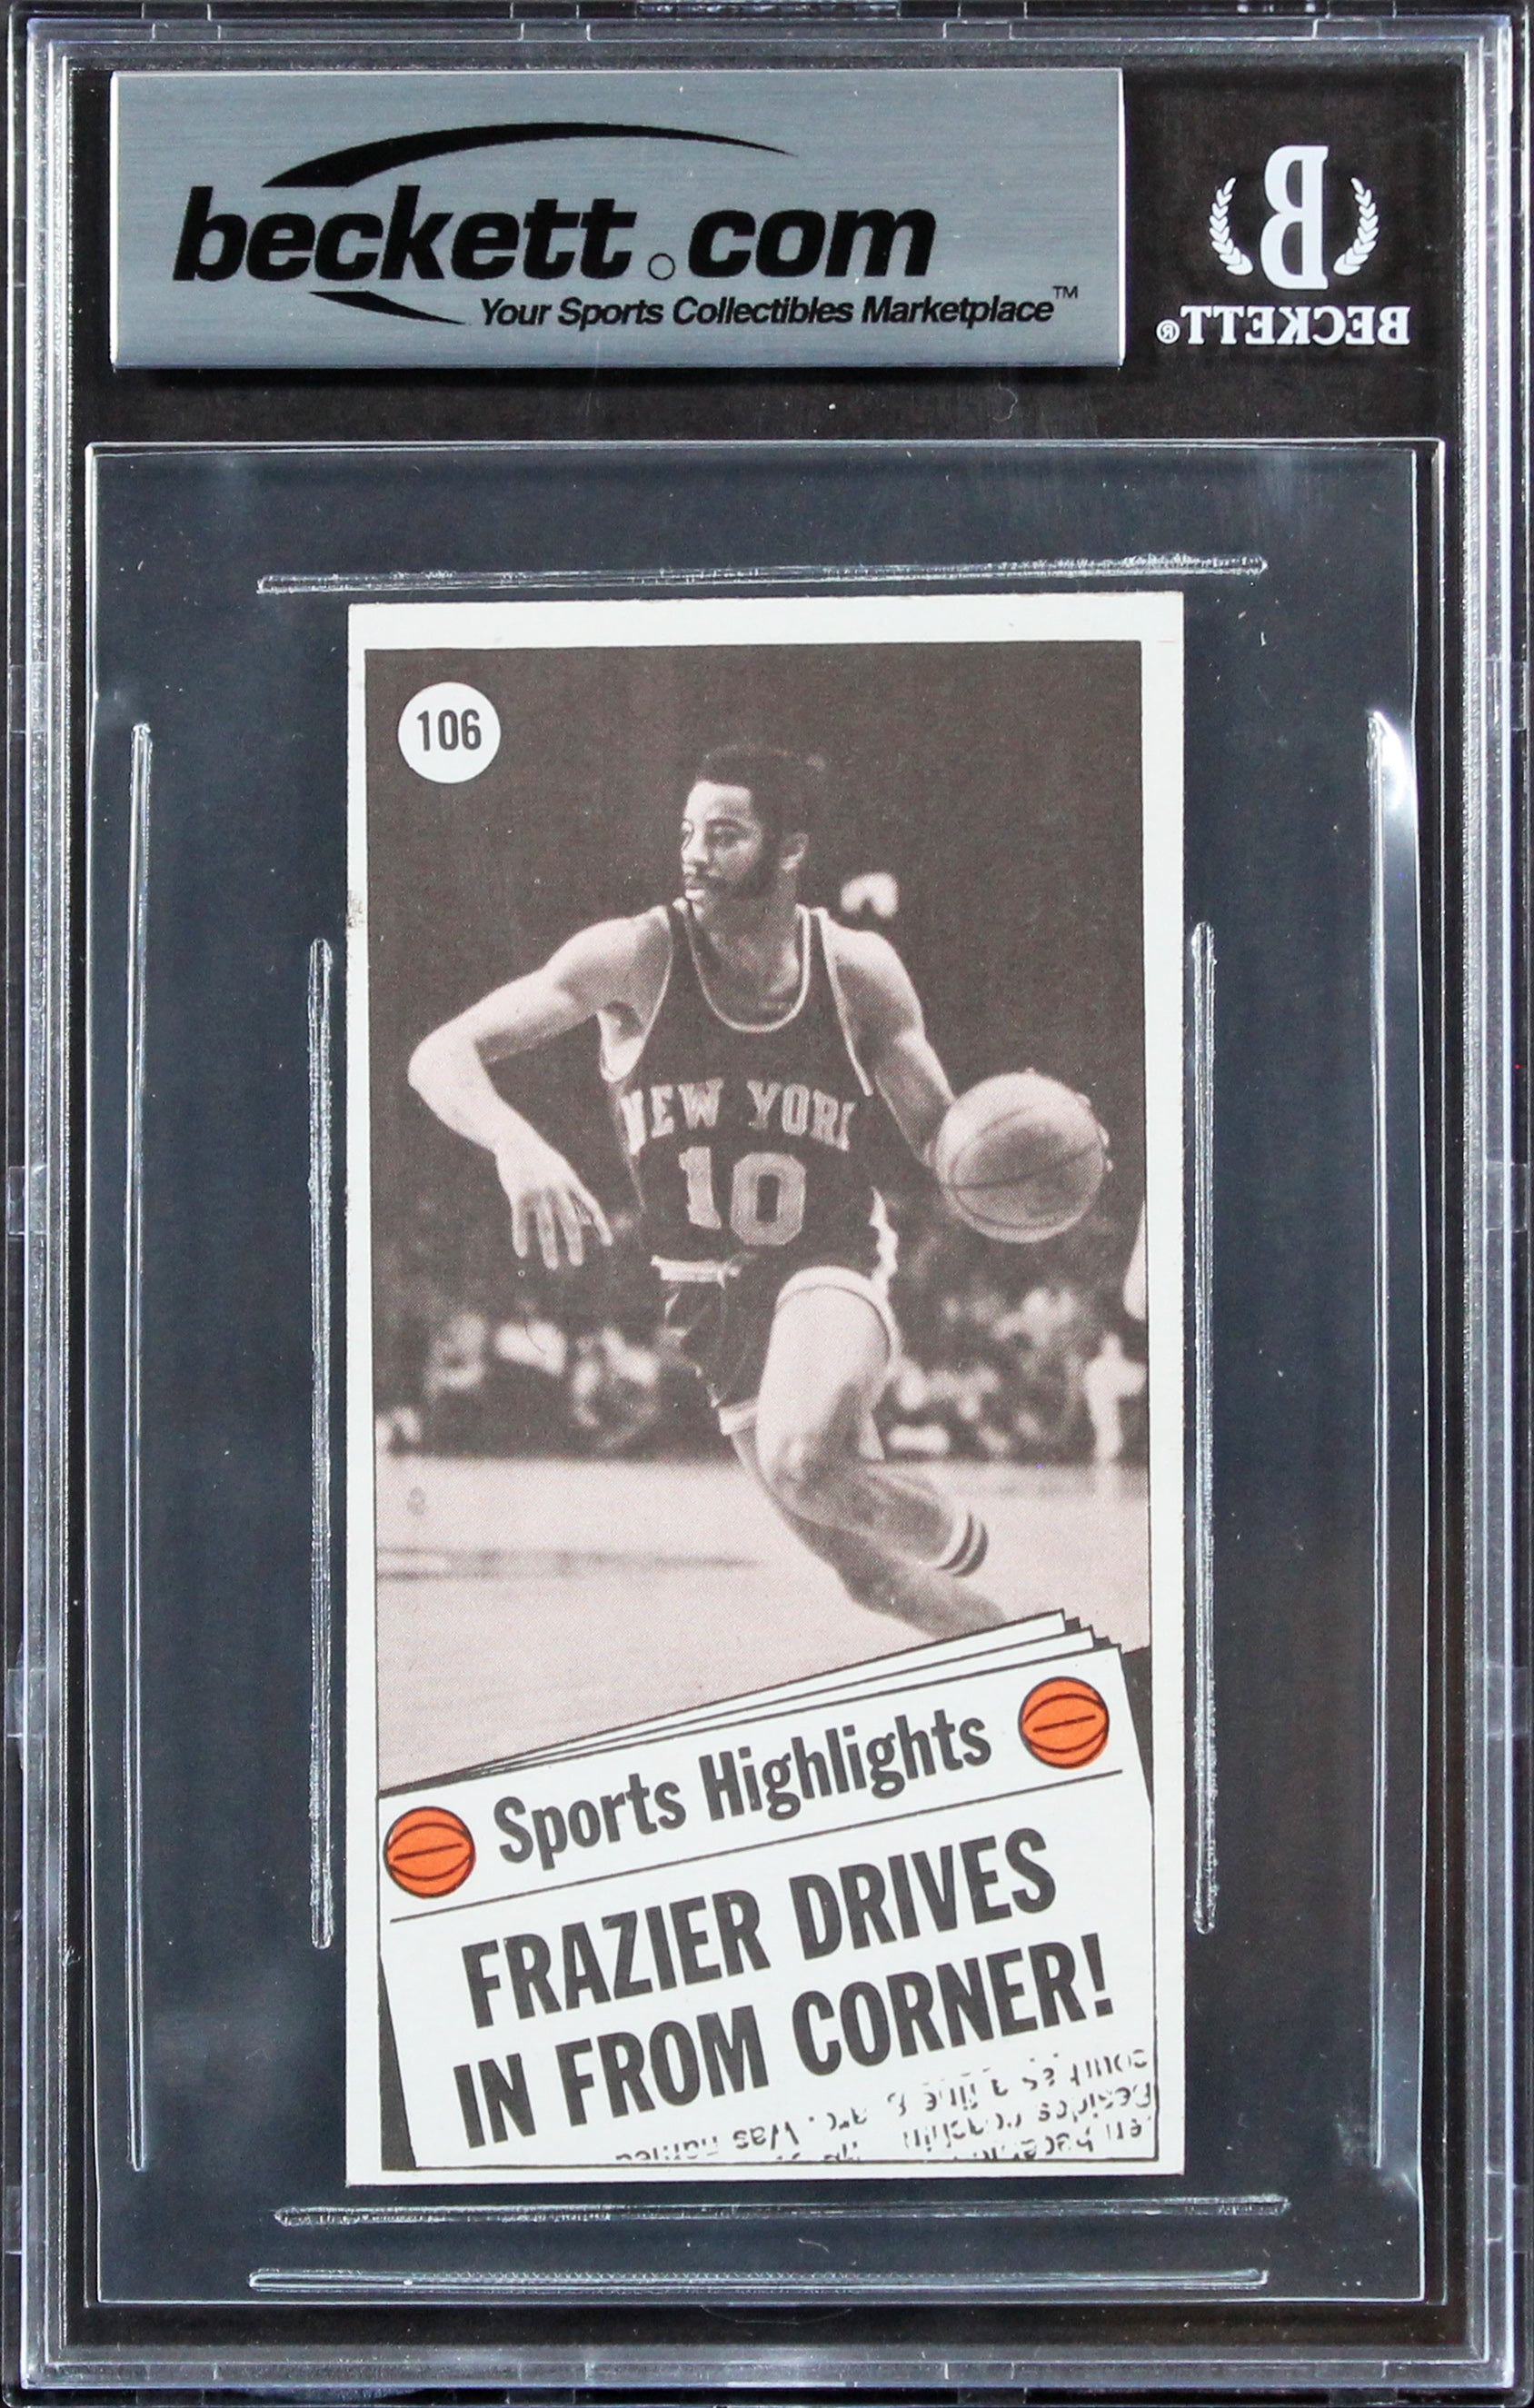 beckett.com
Your Sports Collectibles Marketplace™
B
BECKETT®
106
NEW YORK
10
Sports Highlights
FRAZIER DRIVES
IN FROM CORNER!